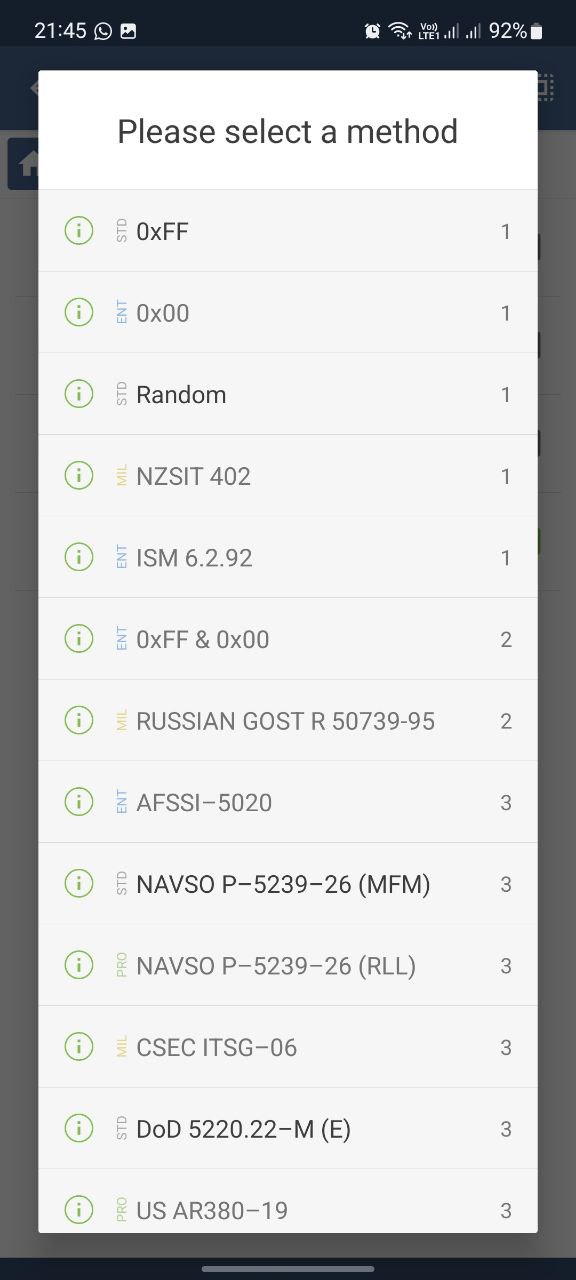 21:45 Vo)) LTE1 92%
Please select a method
STD 0xFF 1
ENT 0x00 1
STD Random 1
MIL NZSIT 402 1
ENT ISM 6.2.92 1
ENT 0xFF & 0x00 2
MIL RUSSIAN GOST R 50739-95 2
ENT AFSSI–5020 3
STD NAVSO P–5239–26 (MFM) 3
PRO NAVSO P–5239–26 (RLL) 3
MIL CSEC ITSG–06 3
STD DoD 5220.22–M (E) 3
PRO US AR380–19 3